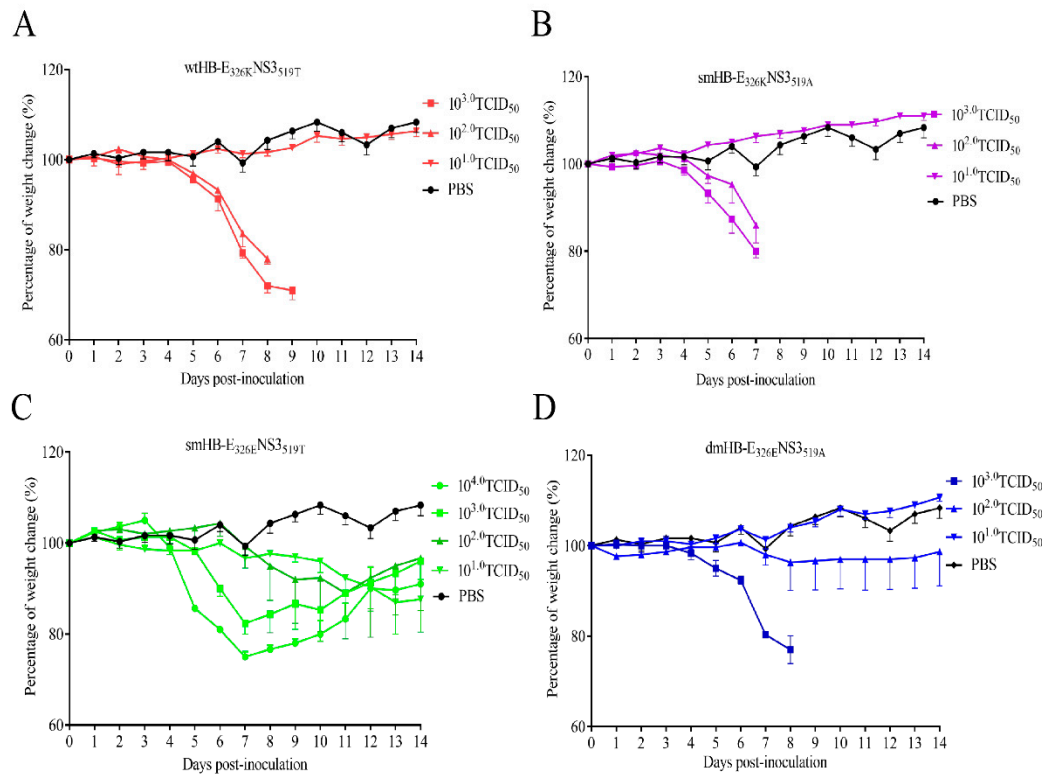 A
wtHB-E326KNS3519T
Percentage of weight change (%)
120
100
80
60
0 1 2 3 4 5 6 7 8 9 10 11 12 13 14
Days post-inoculation
10^3.0TCID50
10^2.0TCID50
10^1.0TCID50
PBS
B
smHB-E326KNS3519A
Percentage of weight change (%)
120
100
80
60
0 1 2 3 4 5 6 7 8 9 10 11 12 13 14
Days post-inoculation
10^3.0TCID50
10^2.0TCID50
10^1.0TCID50
PBS
C
smHB-E326ENS3519T
Percentage of weight change (%)
120
100
80
60
0 1 2 3 4 5 6 7 8 9 10 11 12 13 14
Days post-inoculation
10^4.0TCID50
10^3.0TCID50
10^2.0TCID50
10^1.0TCID50
PBS
D
dmHB-E326ENS3519A
Percentage of weight change (%)
120
100
80
60
0 1 2 3 4 5 6 7 8 9 10 11 12 13 14
Days post-inoculation
10^3.0TCID50
10^2.0TCID50
10^1.0TCID50
PBS